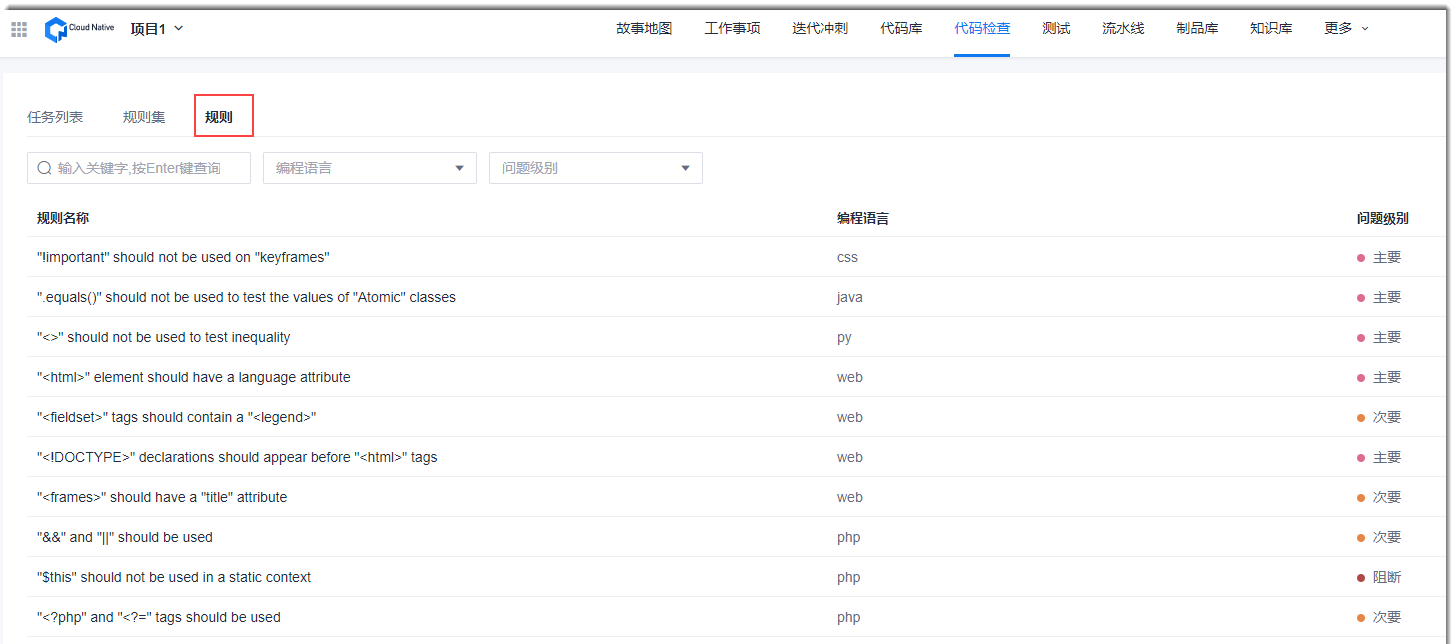 Cloud Native 项目1 故事地图 工作事项 迭代冲刺 代码库 代码检查 测试 流水线 制品库 知识库 更多
任务列表 规则集 规则
输入关键字,按Enter键查询 编程语言 问题级别
规则名称 编程语言 问题级别
"!important" should not be used on "keyframes" css 主要
".equals()" should not be used to test the values of "Atomic" classes java 主要
"<>" should not be used to test inequality py 主要
"<html>" element should have a language attribute web 主要
"<fieldset>" tags should contain a "<legend>" web 次要
"<!DOCTYPE>" declarations should appear before "<html>" tags web 主要
"<frames>" should have a "title" attribute web 次要
"&&" and "||" should be used php 次要
"$this" should not be used in a static context php 阻断
"<?php" and "<?=" tags should be used php 次要